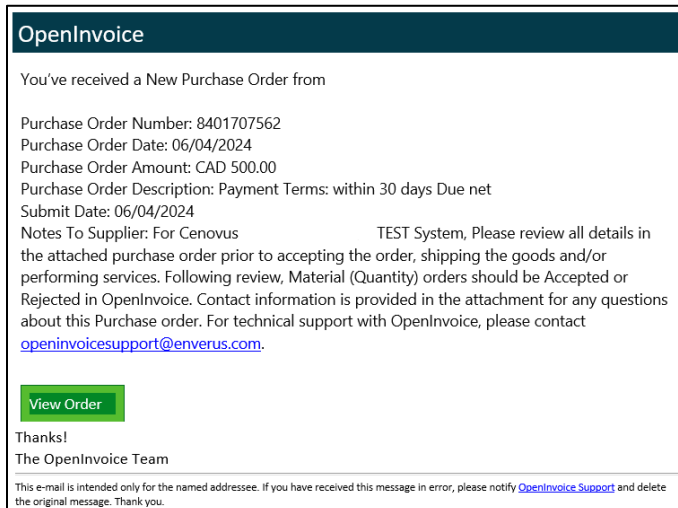 OpenInvoice
You've received a New Purchase Order from
Purchase Order Number: 8401707562
Purchase Order Date: 06/04/2024
Purchase Order Amount: CAD 500.00
Purchase Order Description: Payment Terms: within 30 days Due net
Submit Date: 06/04/2024
Notes To Supplier: For Cenovus TEST System, Please review all details in
the attached purchase order prior to accepting the order, shipping the goods and/or
performing services. Following review, Material (Quantity) orders should be Accepted or
Rejected in OpenInvoice. Contact information is provided in the attachment for any questions
about this Purchase order. For technical support with OpenInvoice, please contact
openinvoicesupport@enverus.com.
View Order
Thanks!
The OpenInvoice Team
This e-mail is intended only for the named addressee. If you have received this message in error, please notify OpenInvoice Support and delete
the original message. Thank you.